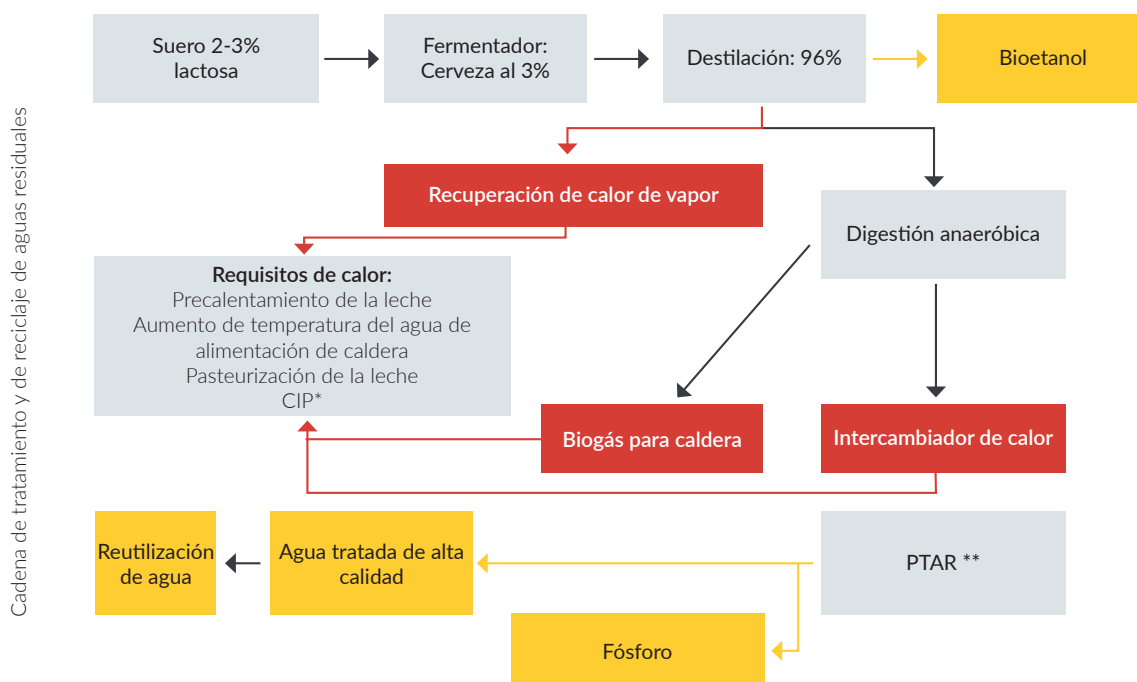 Cadena de tratamiento y de reciclaje de aguas residuales
Suero 2-3%
lactosa
Fermentador:
Cerveza al 3%
Destilación: 96%
Bioetanol
Recuperación de calor de vapor
Digestión anaeróbica
Requisitos de calor:
Precalentamiento de la leche
Aumento de temperatura del agua de
alimentación de caldera
Pasteurización de la leche
CIP*
Biogás para caldera
Intercambiador de calor
Reutilización
de agua
Agua tratada de alta
calidad
PTAR **
Fósforo